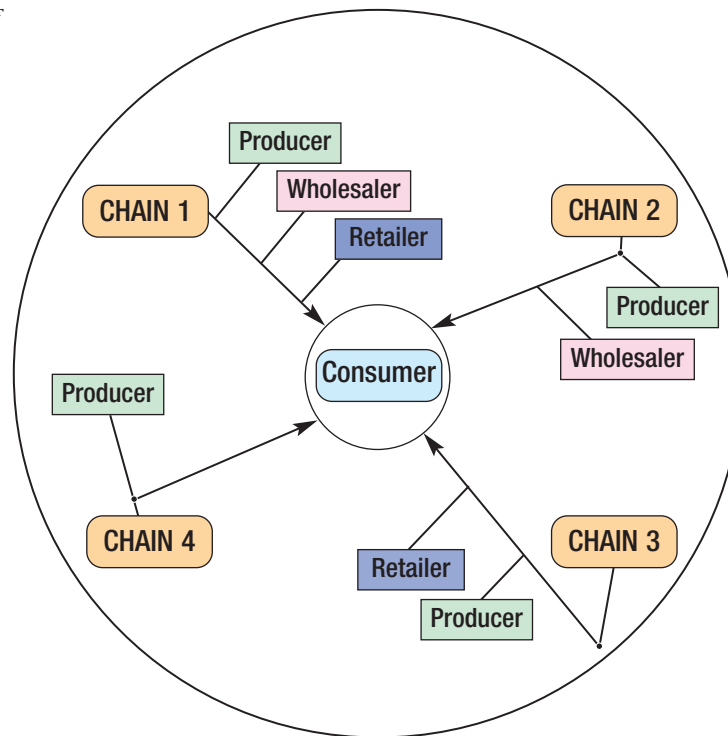 Producer
Wholesaler
CHAIN 1
CHAIN 2
Retailer
Producer
Wholesaler
Consumer
Producer
CHAIN 4
CHAIN 3
Retailer
Producer